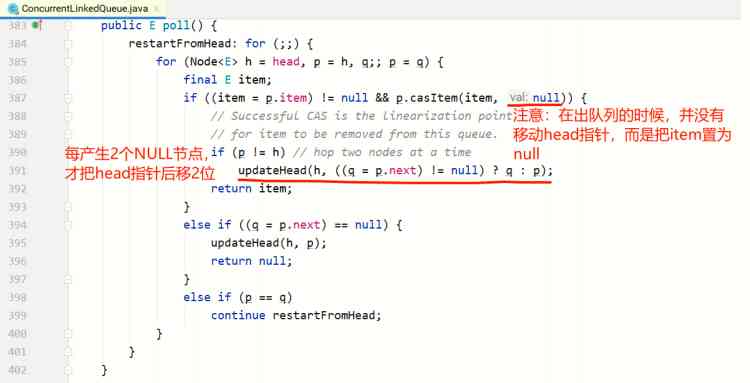 ConcurrentLinkedQueue.java
383 public E poll() {
384 restartFromHead: for (;;) {
385 for (Node<E> h = head, p = h, q;; p = q) {
386 final E item;
387 if ((item = p.item) != null && p.casItem(item, val: null)) {
388 // Successful CAS is the linearization point
389 // for item to be removed from this queue.
390 if (p != h) // hop two nodes at a time
391 updateHead(h, ((q = p.next) != null) ? q : p);
392 return item;
393 }
394 else if ((q = p.next) == null) {
395 updateHead(h, p);
396 return null;
397 }
398 else if (p == q)
399 continue restartFromHead;
400 }
401 }
402 }
注意：在出队列的时候，并没有
移动head指针，而是把item置为
null
每产生2个NULL节点，
才把head指针后移2位